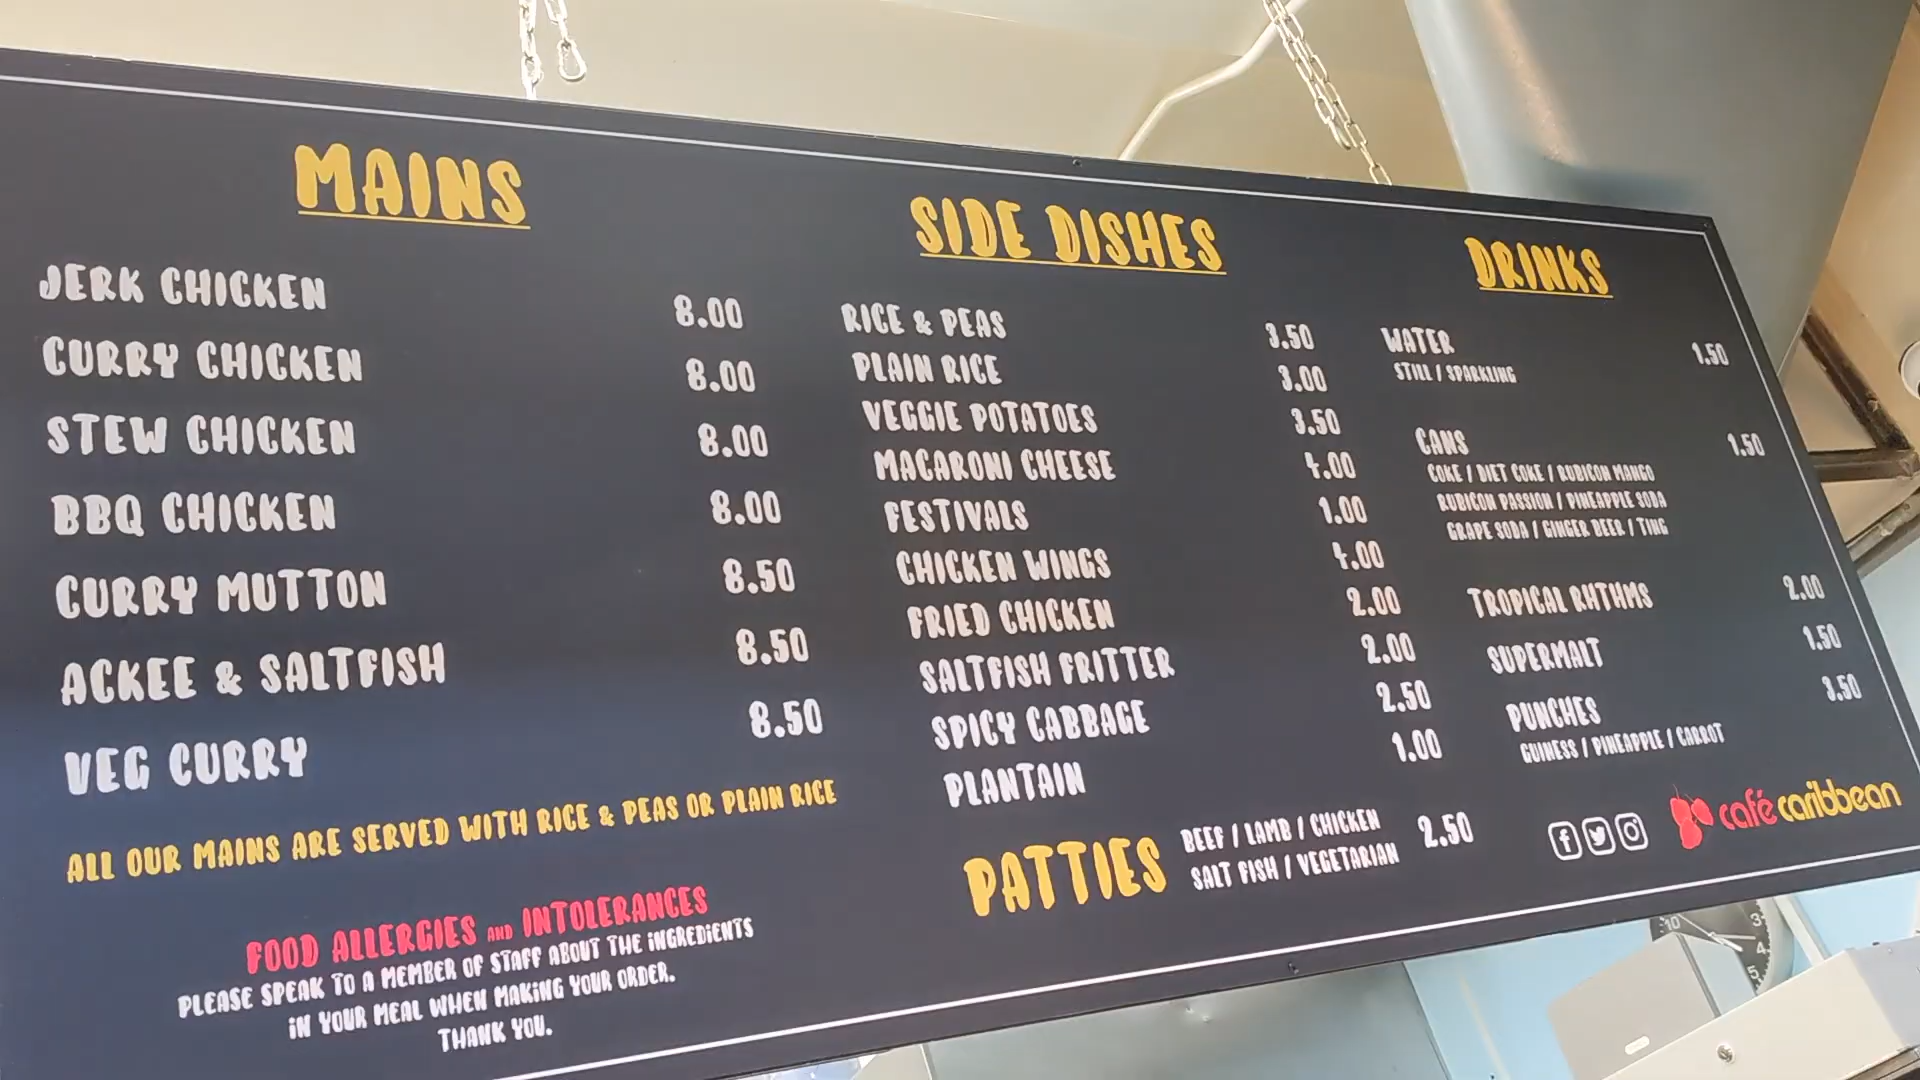 MAINS
JERK CHICKEN 8.00
CURRY CHICKEN 8.00
STEW CHICKEN 8.00
BBQ CHICKEN 8.00
CURRY MUTTON 8.50
ACKEE & SALTFISH 8.50
VEG CURRY 8.50
ALL OUR MAINS ARE SERVED WITH RICE & PEAS OR PLAIN RICE
FOOD ALLERGIES AND INTOLERANCES
PLEASE SPEAK TO A MEMBER OF STAFF ABOUT THE INGREDIENTS
IN YOUR MEAL WHEN MAKING YOUR ORDER.
THANK YOU.
SIDE DISHES
RICE & PEAS 3.50
PLAIN RICE 3.00
VEGGIE POTATOES 3.50
MACARONI CHEESE 4.00
FESTIVALS 1.00
CHICKEN WINGS 4.00
FRIED CHICKEN 2.00
SALTFISH FRITTER 2.00
SPICY CABBAGE 2.50
PLANTAIN 1.00
PATTIES
BEEF / LAMB / CHICKEN
SALT FISH / VEGETARIAN
2.50
DRINKS
WATER 1.50
STILL / SPARKLING
CANS 1.50
COKE / DIET COKE / RUBICON MANGO
RUBICON PASSION / PINEAPPLE SODA
GRAPE SODA / GINGER BEER / TING
TROPICAL RHTHMS 2.00
SUPERMALT 1.50
PUNCHES 3.50
GUINESS / PINEAPPLE / CARROT
café caribbean
10
3
4
5